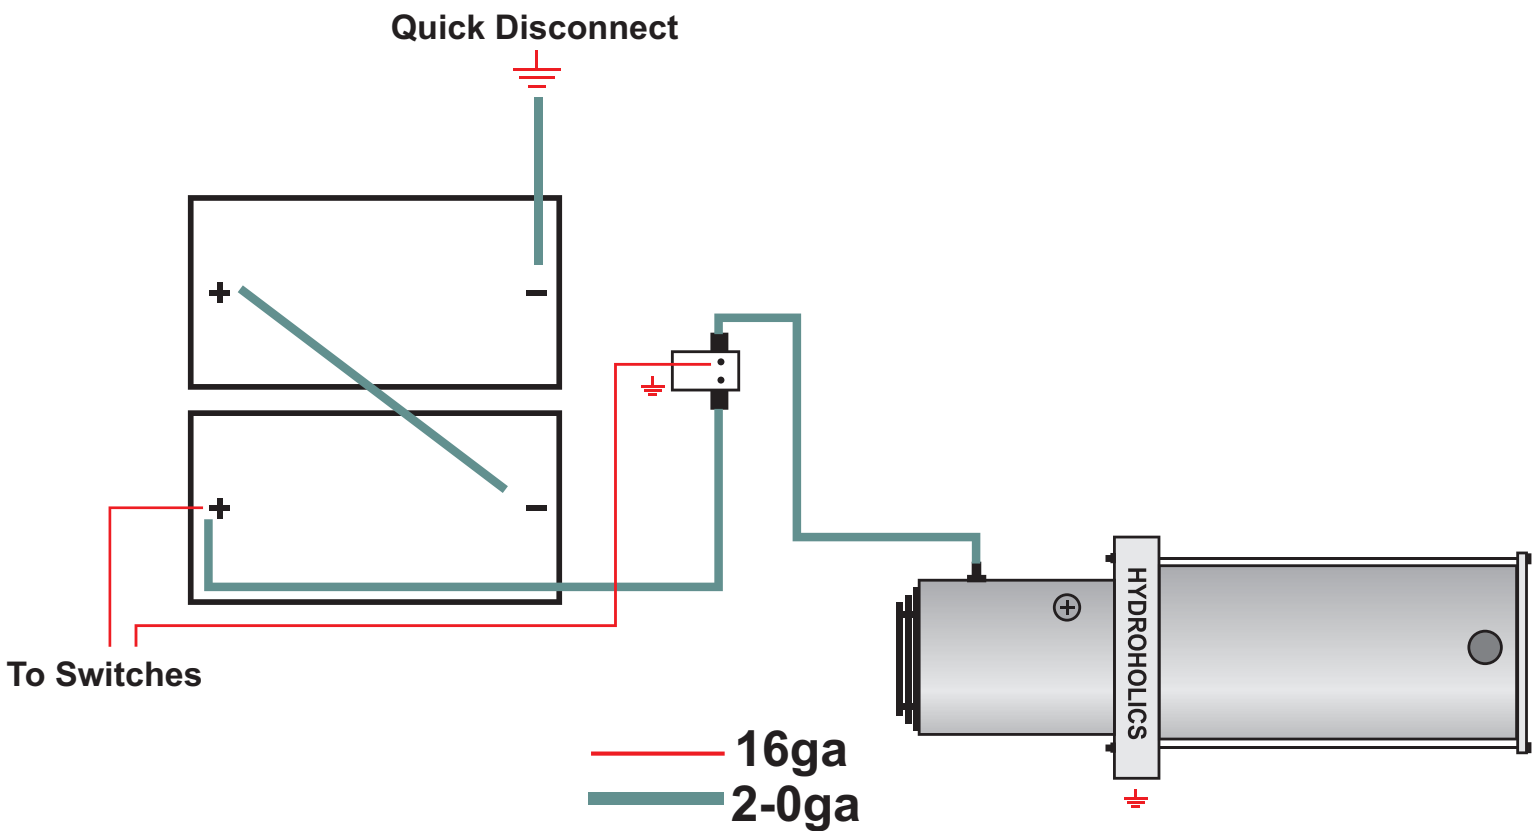 Quick Disconnect
+
−
+
−
To Switches
HYDROHOLICS
16ga
2-0ga